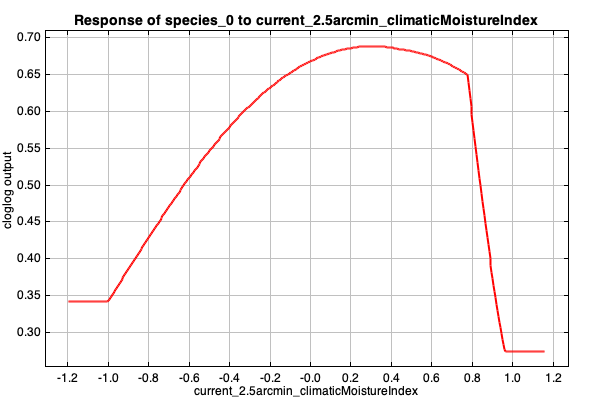 Response of species_0 to current_2.5arcmin_climaticMoistureIndex
0.70
0.65
0.60
0.55
0.50
0.45
0.40
0.35
0.30
cloglog output
-1.2 -1.0 -0.8 -0.6 -0.4 -0.2 -0.0 0.2 0.4 0.6 0.8 1.0 1.2
current_2.5arcmin_climaticMoistureIndex